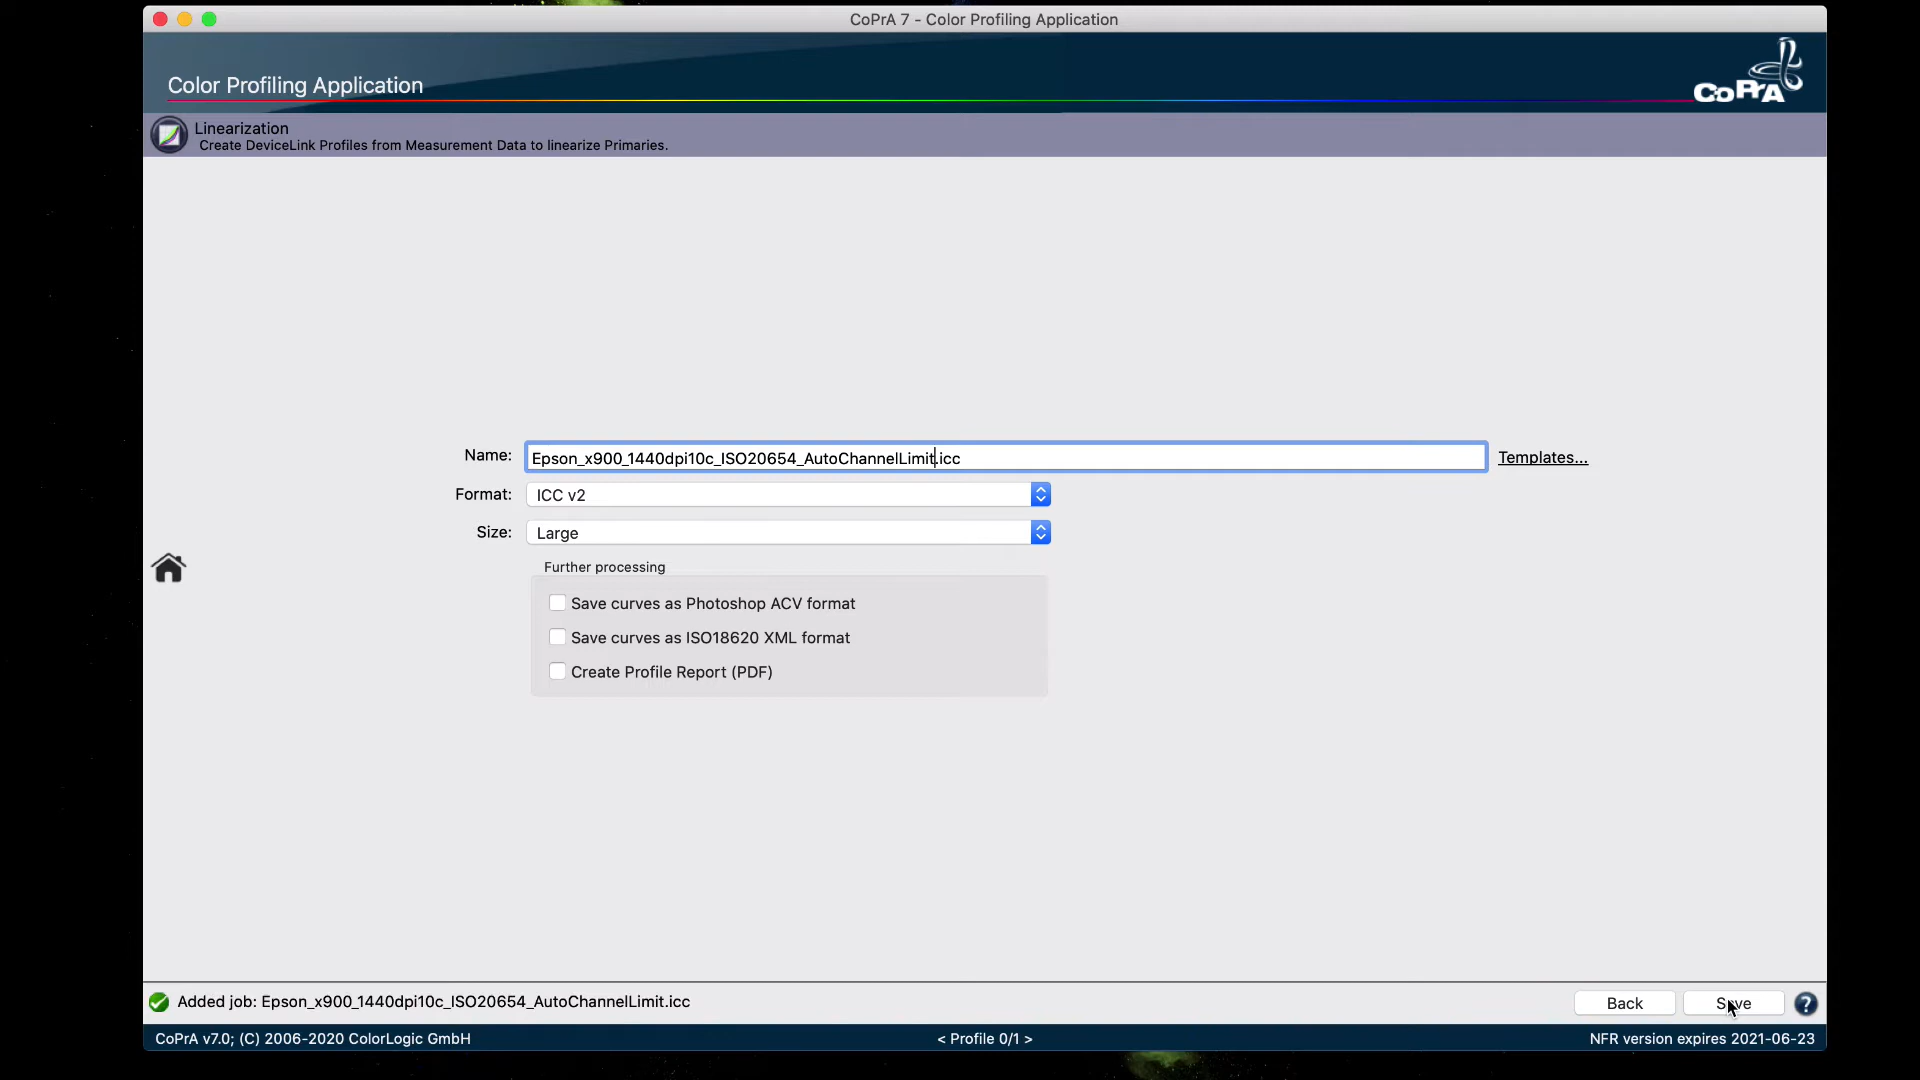 CoPrA 7 - Color Profiling Application
Color Profiling Application
CoPrA
Linearization
Create DeviceLink Profiles from Measurement Data to linearize Primaries.
Name: Epson_x900_1440dpi10c_ISO20654_AutoChannelLimit.icc Templates...
Format: ICC v2
Size: Large
Further processing
Save curves as Photoshop ACV format
Save curves as ISO18620 XML format
Create Profile Report (PDF)
Added job: Epson_x900_1440dpi10c_ISO20654_AutoChannelLimit.icc Back Save ?
CoPrA v7.0; (C) 2006-2020 ColorLogic GmbH < Profile 0/1 > NFR version expires 2021-06-23